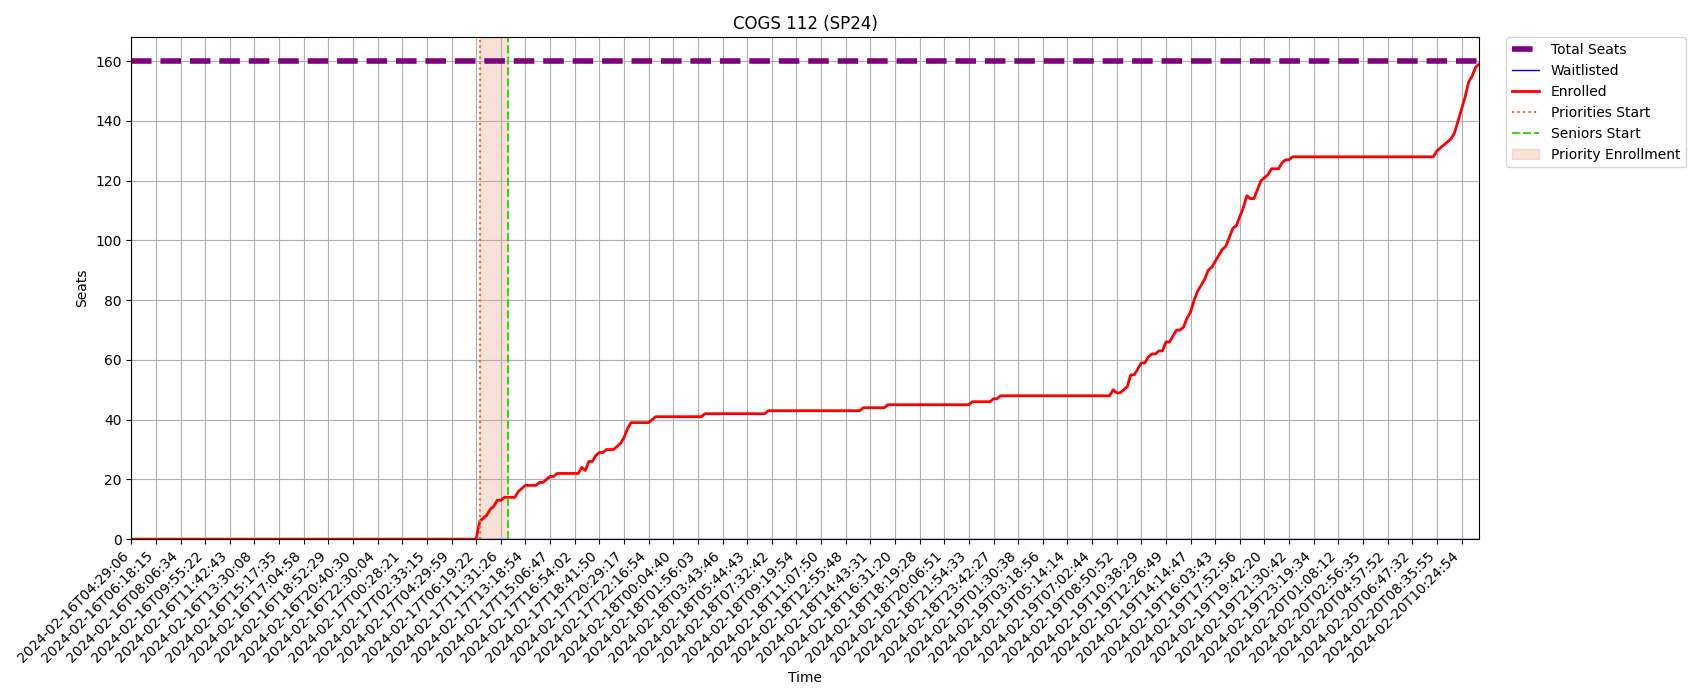 COGS 112 (SP24)
Total Seats
Waitlisted
Enrolled
Priorities Start
Seniors Start
Priority Enrollment
Seats
160
140
120
100
80
60
40
20
0
2024-02-16T04:29:06
2024-02-16T06:18:15
2024-02-16T08:06:34
2024-02-16T09:55:22
2024-02-16T11:42:43
2024-02-16T13:30:08
2024-02-16T15:17:35
2024-02-16T17:04:58
2024-02-16T18:52:29
2024-02-16T20:40:30
2024-02-16T22:30:04
2024-02-17T00:28:21
2024-02-17T02:33:15
2024-02-17T04:29:59
2024-02-17T06:19:22
2024-02-17T11:31:26
2024-02-17T13:18:54
2024-02-17T15:06:47
2024-02-17T16:54:02
2024-02-17T18:41:50
2024-02-17T20:29:17
2024-02-17T22:16:54
2024-02-18T00:04:40
2024-02-18T01:56:03
2024-02-18T03:43:46
2024-02-18T05:44:43
2024-02-18T07:32:42
2024-02-18T09:19:54
2024-02-18T11:07:50
2024-02-18T12:55:48
2024-02-18T14:43:31
2024-02-18T16:31:20
2024-02-18T18:19:28
2024-02-18T20:06:51
2024-02-18T21:54:33
2024-02-18T23:42:27
2024-02-19T01:30:38
2024-02-19T03:18:56
2024-02-19T05:14:14
2024-02-19T07:02:44
2024-02-19T08:50:52
2024-02-19T10:38:29
2024-02-19T12:26:49
2024-02-19T14:14:47
2024-02-19T16:03:43
2024-02-19T17:52:56
2024-02-19T19:42:20
2024-02-19T21:30:42
2024-02-19T23:19:34
2024-02-20T01:08:12
2024-02-20T02:56:35
2024-02-20T04:57:52
2024-02-20T06:47:32
2024-02-20T08:35:55
2024-02-20T10:24:54
Time